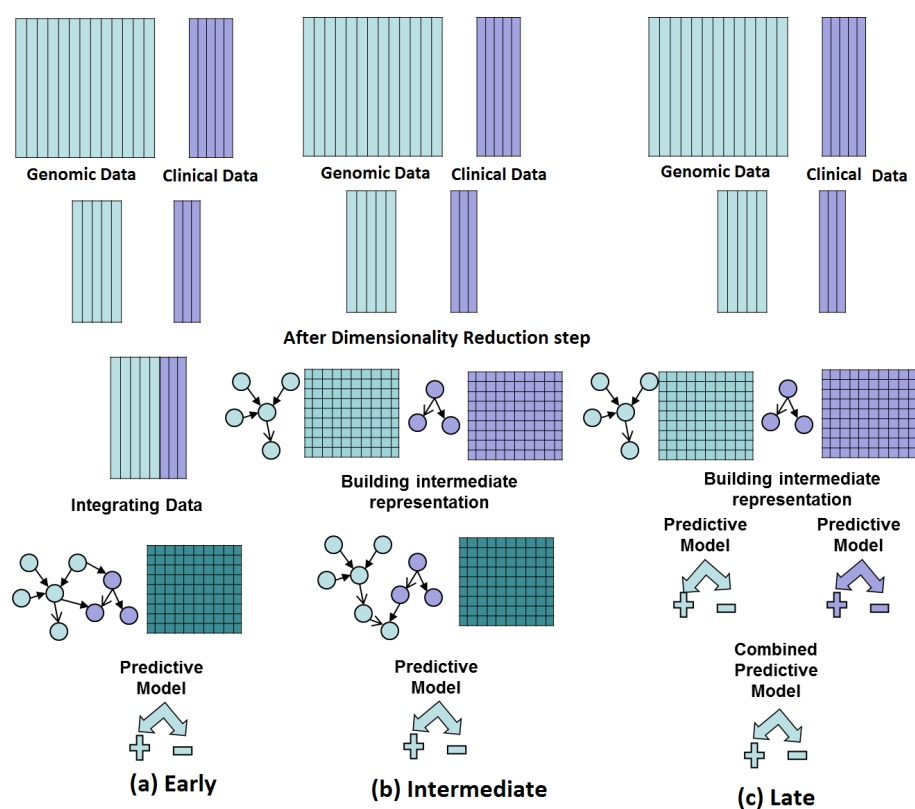 Genomic Data
Clinical Data
Genomic Data
Clinical Data
Genomic Data
Clinical Data
After Dimensionality Reduction step
Integrating Data
Building intermediate
representation
Building intermediate
representation
Predictive
Model
Predictive
Model
Predictive
Model
Predictive
Model
Combined
Predictive
Model
(a) Early
(b) Intermediate
(c) Late